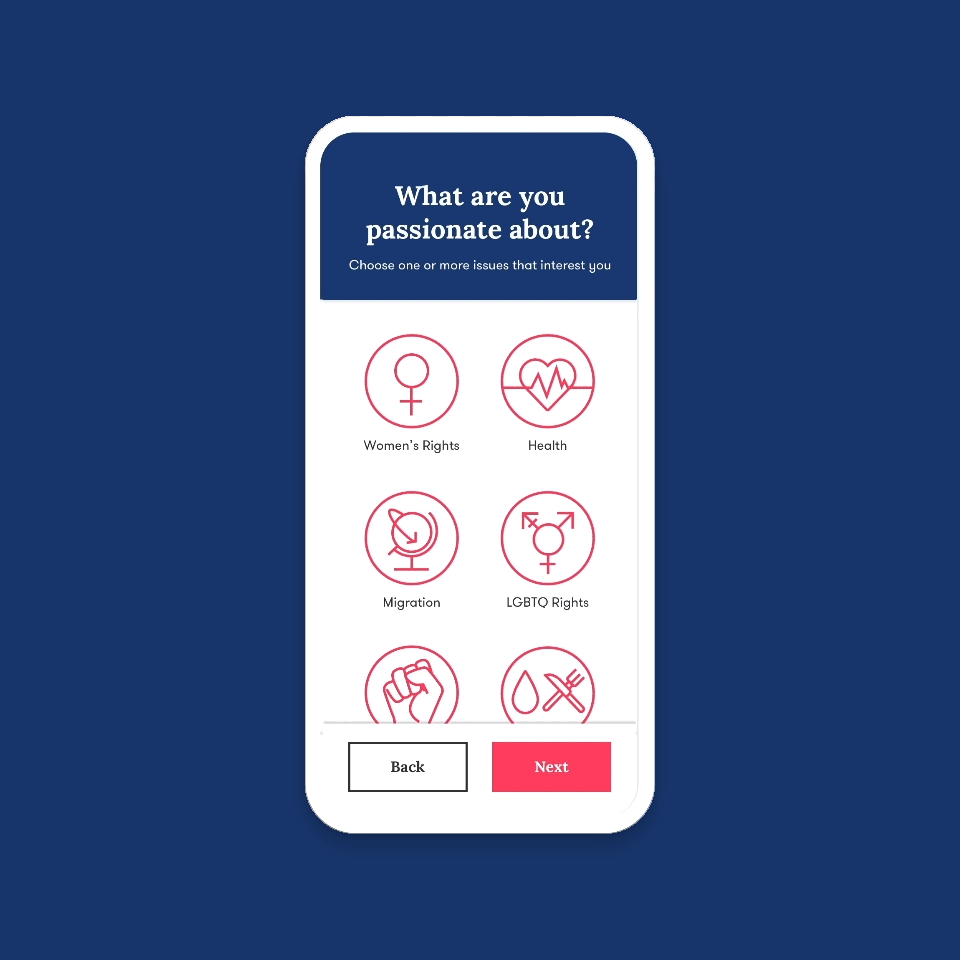 What are you
passionate about?
Choose one or more issues that interest you
Women's Rights
Health
Migration
LGBTQ Rights
Back
Next